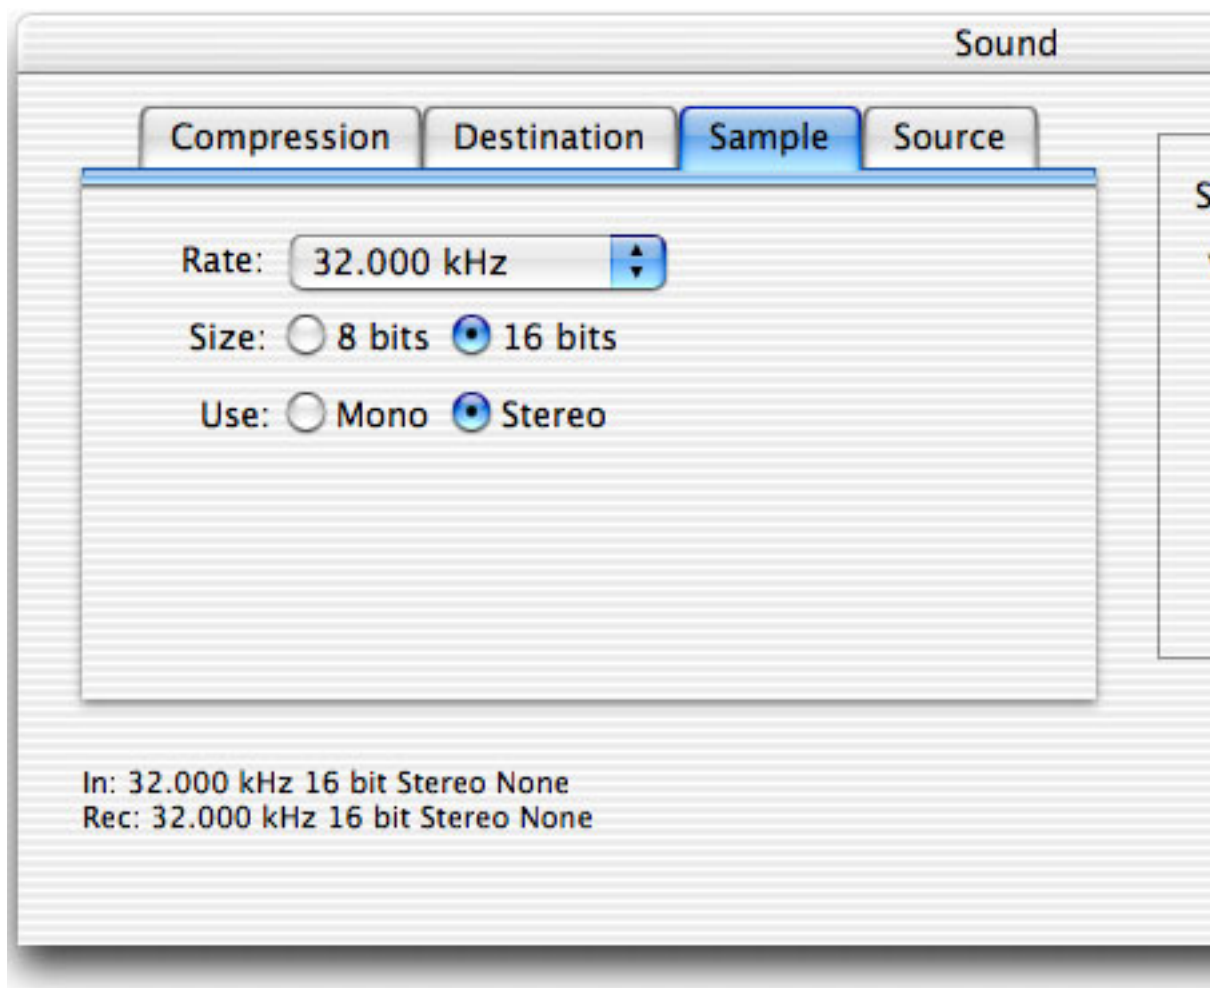 Sound
Compression Destination Sample Source
Rate: 32.000 kHz
Size: 8 bits 16 bits
Use: Mono Stereo
In: 32.000 kHz 16 bit Stereo None
Rec: 32.000 kHz 16 bit Stereo None